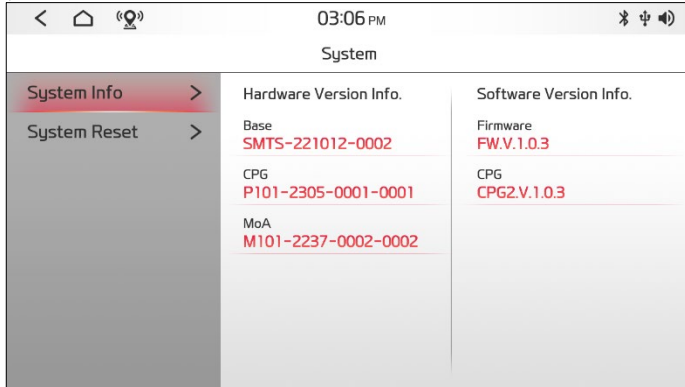 03:06 PM
System
System Info
System Reset
Hardware Version Info.
Base
SMTS-221012-0002
CPG
P101-2305-0001-0001
MoA
M101-2237-0002-0002
Software Version Info.
Firmware
FW.V.1.0.3
CPG
CPG2.V.1.0.3